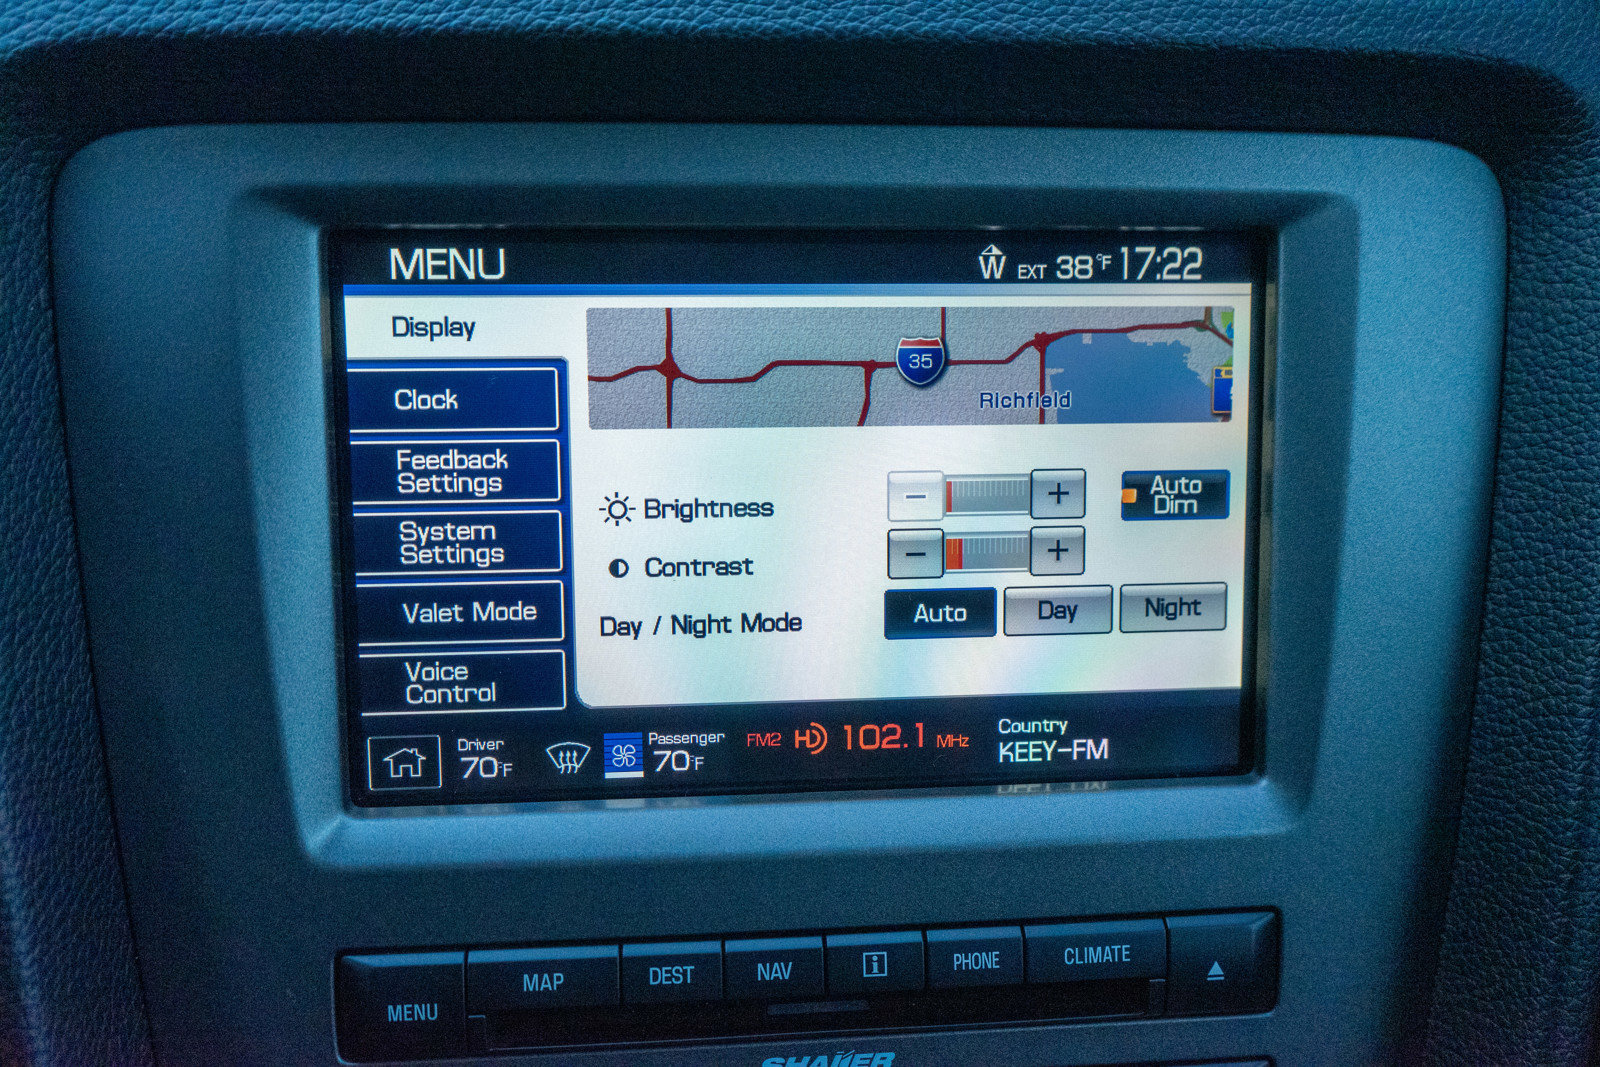 MENU
W EXT 38°F 17:22
Display
Clock
Feedback
Settings
System
Settings
Valet Mode
Voice
Control
35
Richfield
Brightness
− +
Auto
Dim
Contrast
− +
Day / Night Mode
Auto Day Night
Driver
70°F
Passenger
70°F
FM2 HD 102.1 MHz
Country
KEEY-FM
MENU
MAP
DEST
NAV
i
PHONE
CLIMATE
SHAKER